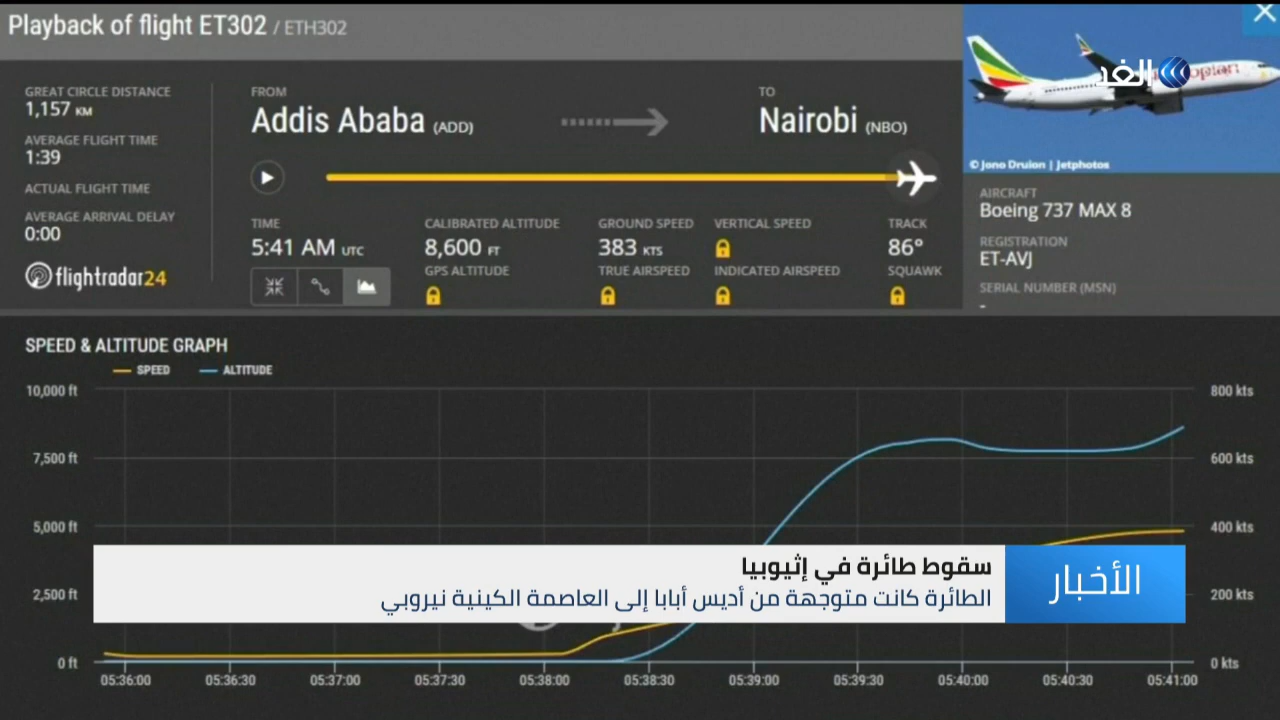 Playback of flight ET302 / ETH302
GREAT CIRCLE DISTANCE
1,157 KM
AVERAGE FLIGHT TIME
1:39
ACTUAL FLIGHT TIME
AVERAGE ARRIVAL DELAY
0:00
flightradar24
FROM
Addis Ababa (ADD)
TO
Nairobi (NBO)
TIME
5:41 AM UTC
CALIBRATED ALTITUDE
8,600 FT
GPS ALTITUDE
GROUND SPEED
383 KTS
TRUE AIRSPEED
VERTICAL SPEED
INDICATED AIRSPEED
TRACK
86°
SQUAWK
الغد
© Jono Druion | Jetphotos
AIRCRAFT
Boeing 737 MAX 8
REGISTRATION
ET-AVJ
SERIAL NUMBER (MSN)
-
SPEED & ALTITUDE GRAPH
SPEED ALTITUDE
10,000 ft 800 kts
7,500 ft 600 kts
5,000 ft 400 kts
2,500 ft 200 kts
0 ft 0 kts
الأخبار
سقوط طائرة في إثيوبيا
الطائرة كانت متوجهة من أديس أبابا إلى العاصمة الكينية نيروبي
05:36:00 05:36:30 05:37:00 05:37:30 05:38:00 05:38:30 05:39:00 05:39:30 05:40:00 05:40:30 05:41:00